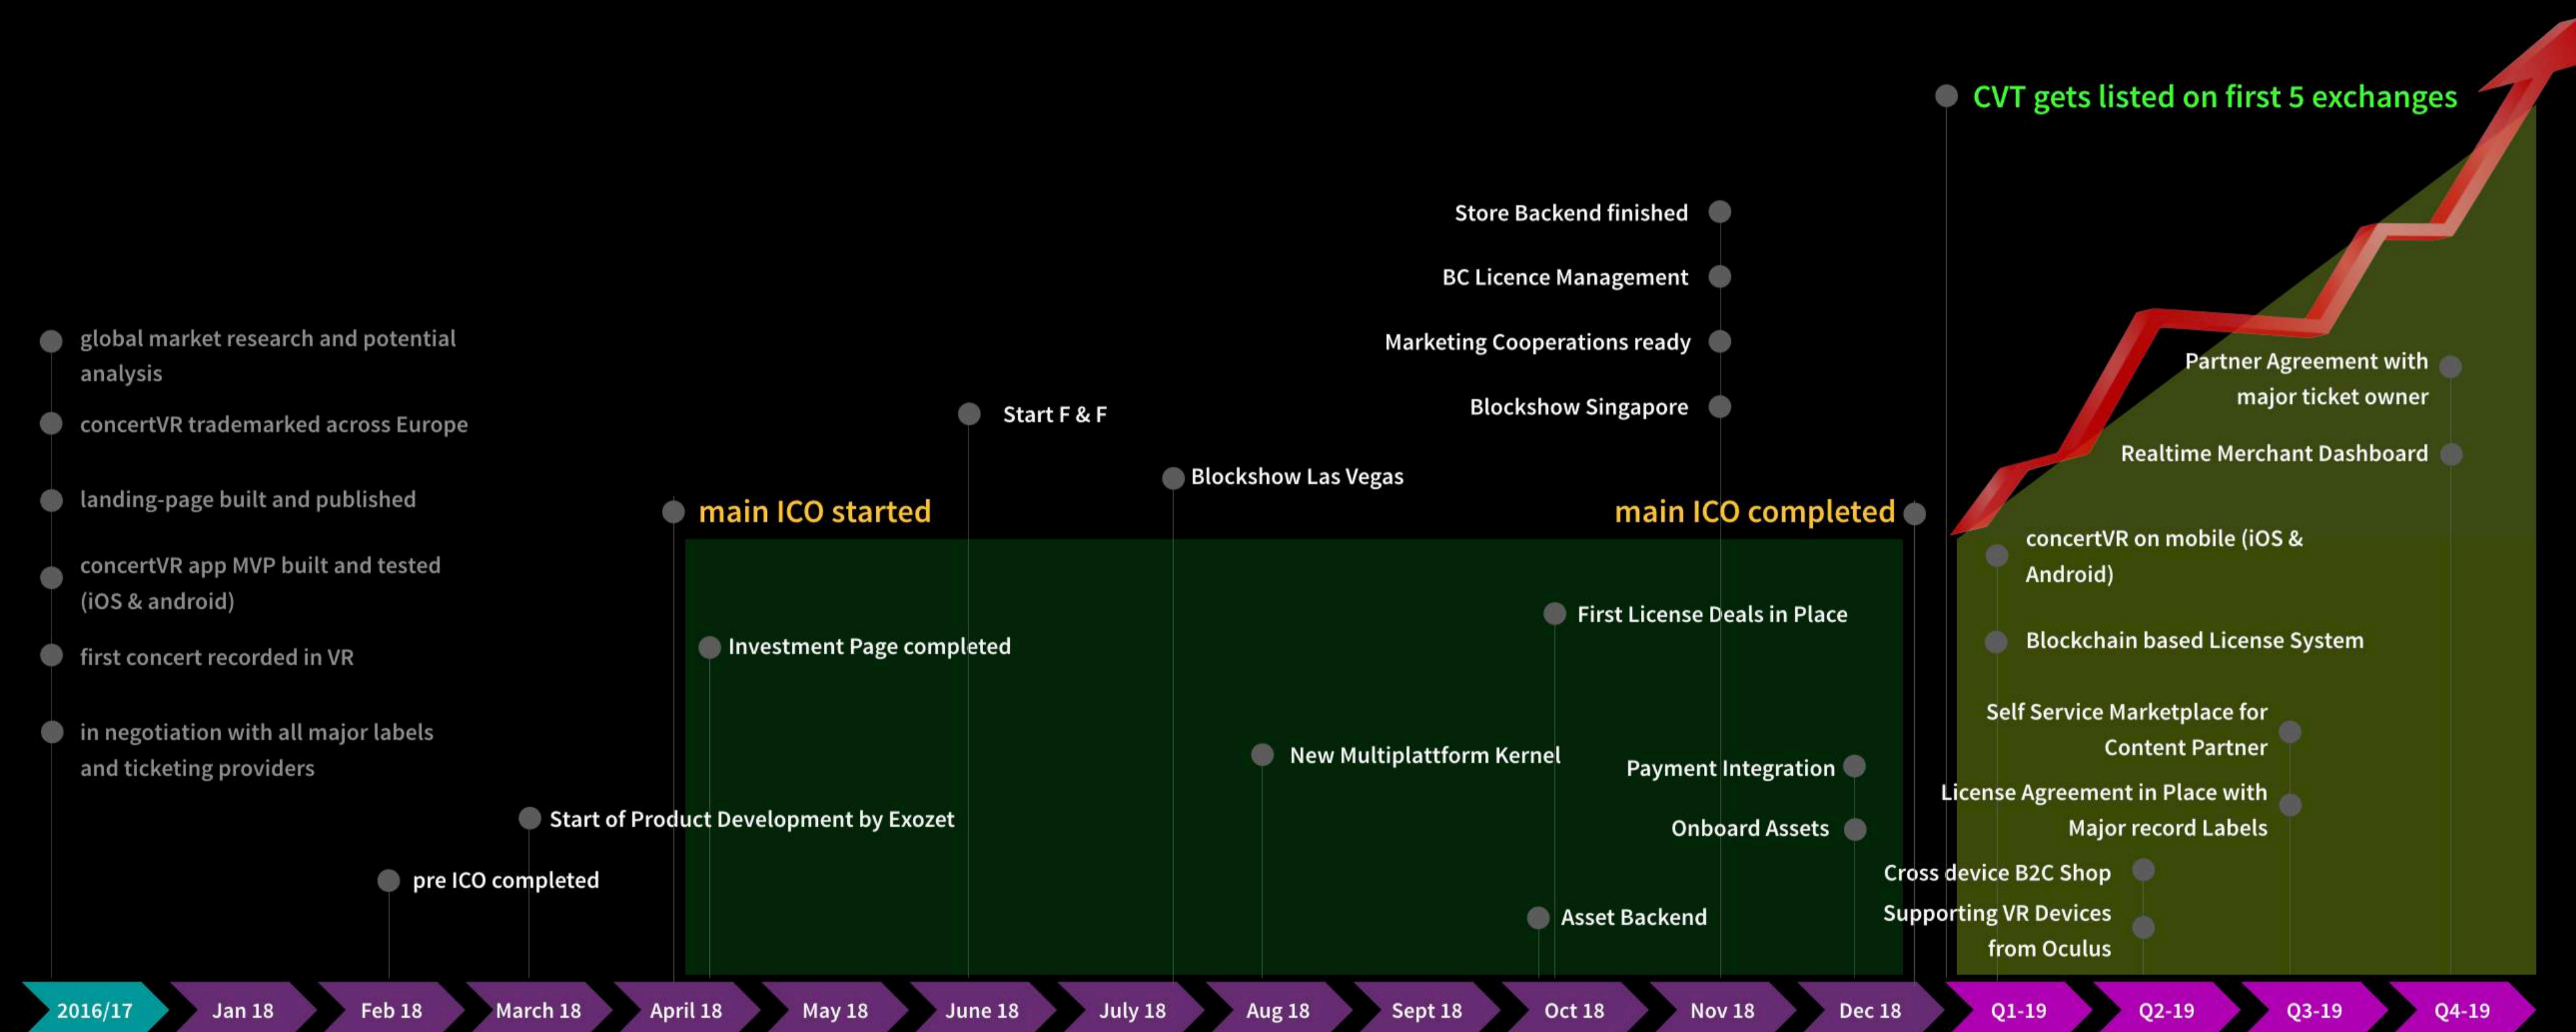 CVT gets listed on first 5 exchanges
Store Backend finished
BC Licence Management
Marketing Cooperations ready
Blockshow Singapore
global market research and potential
analysis
concertVR trademarked across Europe
landing-page built and published
concertVR app MVP built and tested
(iOS & android)
first concert recorded in VR
in negotiation with all major labels
and ticketing providers
pre ICO completed
Start of Product Development by Exozet
main ICO started
Investment Page completed
Start F & F
Blockshow Las Vegas
New Multiplattform Kernel
Asset Backend
First License Deals in Place
main ICO completed
Payment Integration
Onboard Assets
Partner Agreement with
major ticket owner
Realtime Merchant Dashboard
concertVR on mobile (iOS &
Android)
Blockchain based License System
Self Service Marketplace for
Content Partner
License Agreement in Place with
Major record Labels
Cross device B2C Shop
Supporting VR Devices
from Oculus
2016/17
Jan 18
Feb 18
March 18
April 18
May 18
June 18
July 18
Aug 18
Sept 18
Oct 18
Nov 18
Dec 18
Q1-19
Q2-19
Q3-19
Q4-19